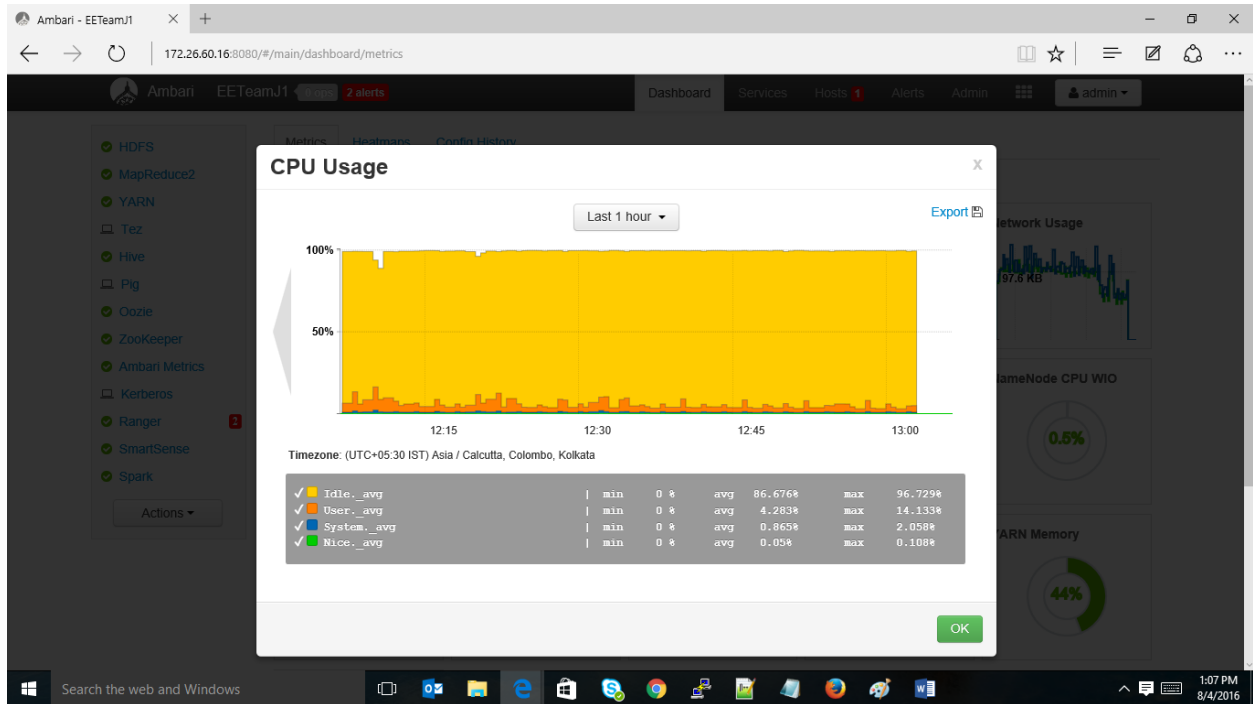 Ambari - EETeamJ1
172.26.60.16:8080/#/main/dashboard/metrics
Ambari EETeamJ1 0 ops 2 alerts Dashboard Services Hosts 1 Alerts Admin admin
HDFS
MapReduce2
YARN
Tez
Hive
Pig
Oozie
ZooKeeper
Ambari Metrics
Kerberos
Ranger 2
SmartSense
Spark
Actions
Metrics Heatmaps Config History
CPU Usage X
Last 1 hour Export
100%
50%
12:15 12:30 12:45 13:00
Timezone: (UTC+05:30 IST) Asia / Calcutta, Colombo, Kolkata
Idle._avg | min 0 % avg 86.676% max 96.729%
User._avg | min 0 % avg 4.283% max 14.133%
System._avg | min 0 % avg 0.865% max 2.058%
Nice._avg | min 0 % avg 0.05% max 0.108%
OK
etwork Usage
97.6 KB
ameNode CPU WIO
0.5%
ARN Memory
44%
Search the web and Windows
1:07 PM
8/4/2016